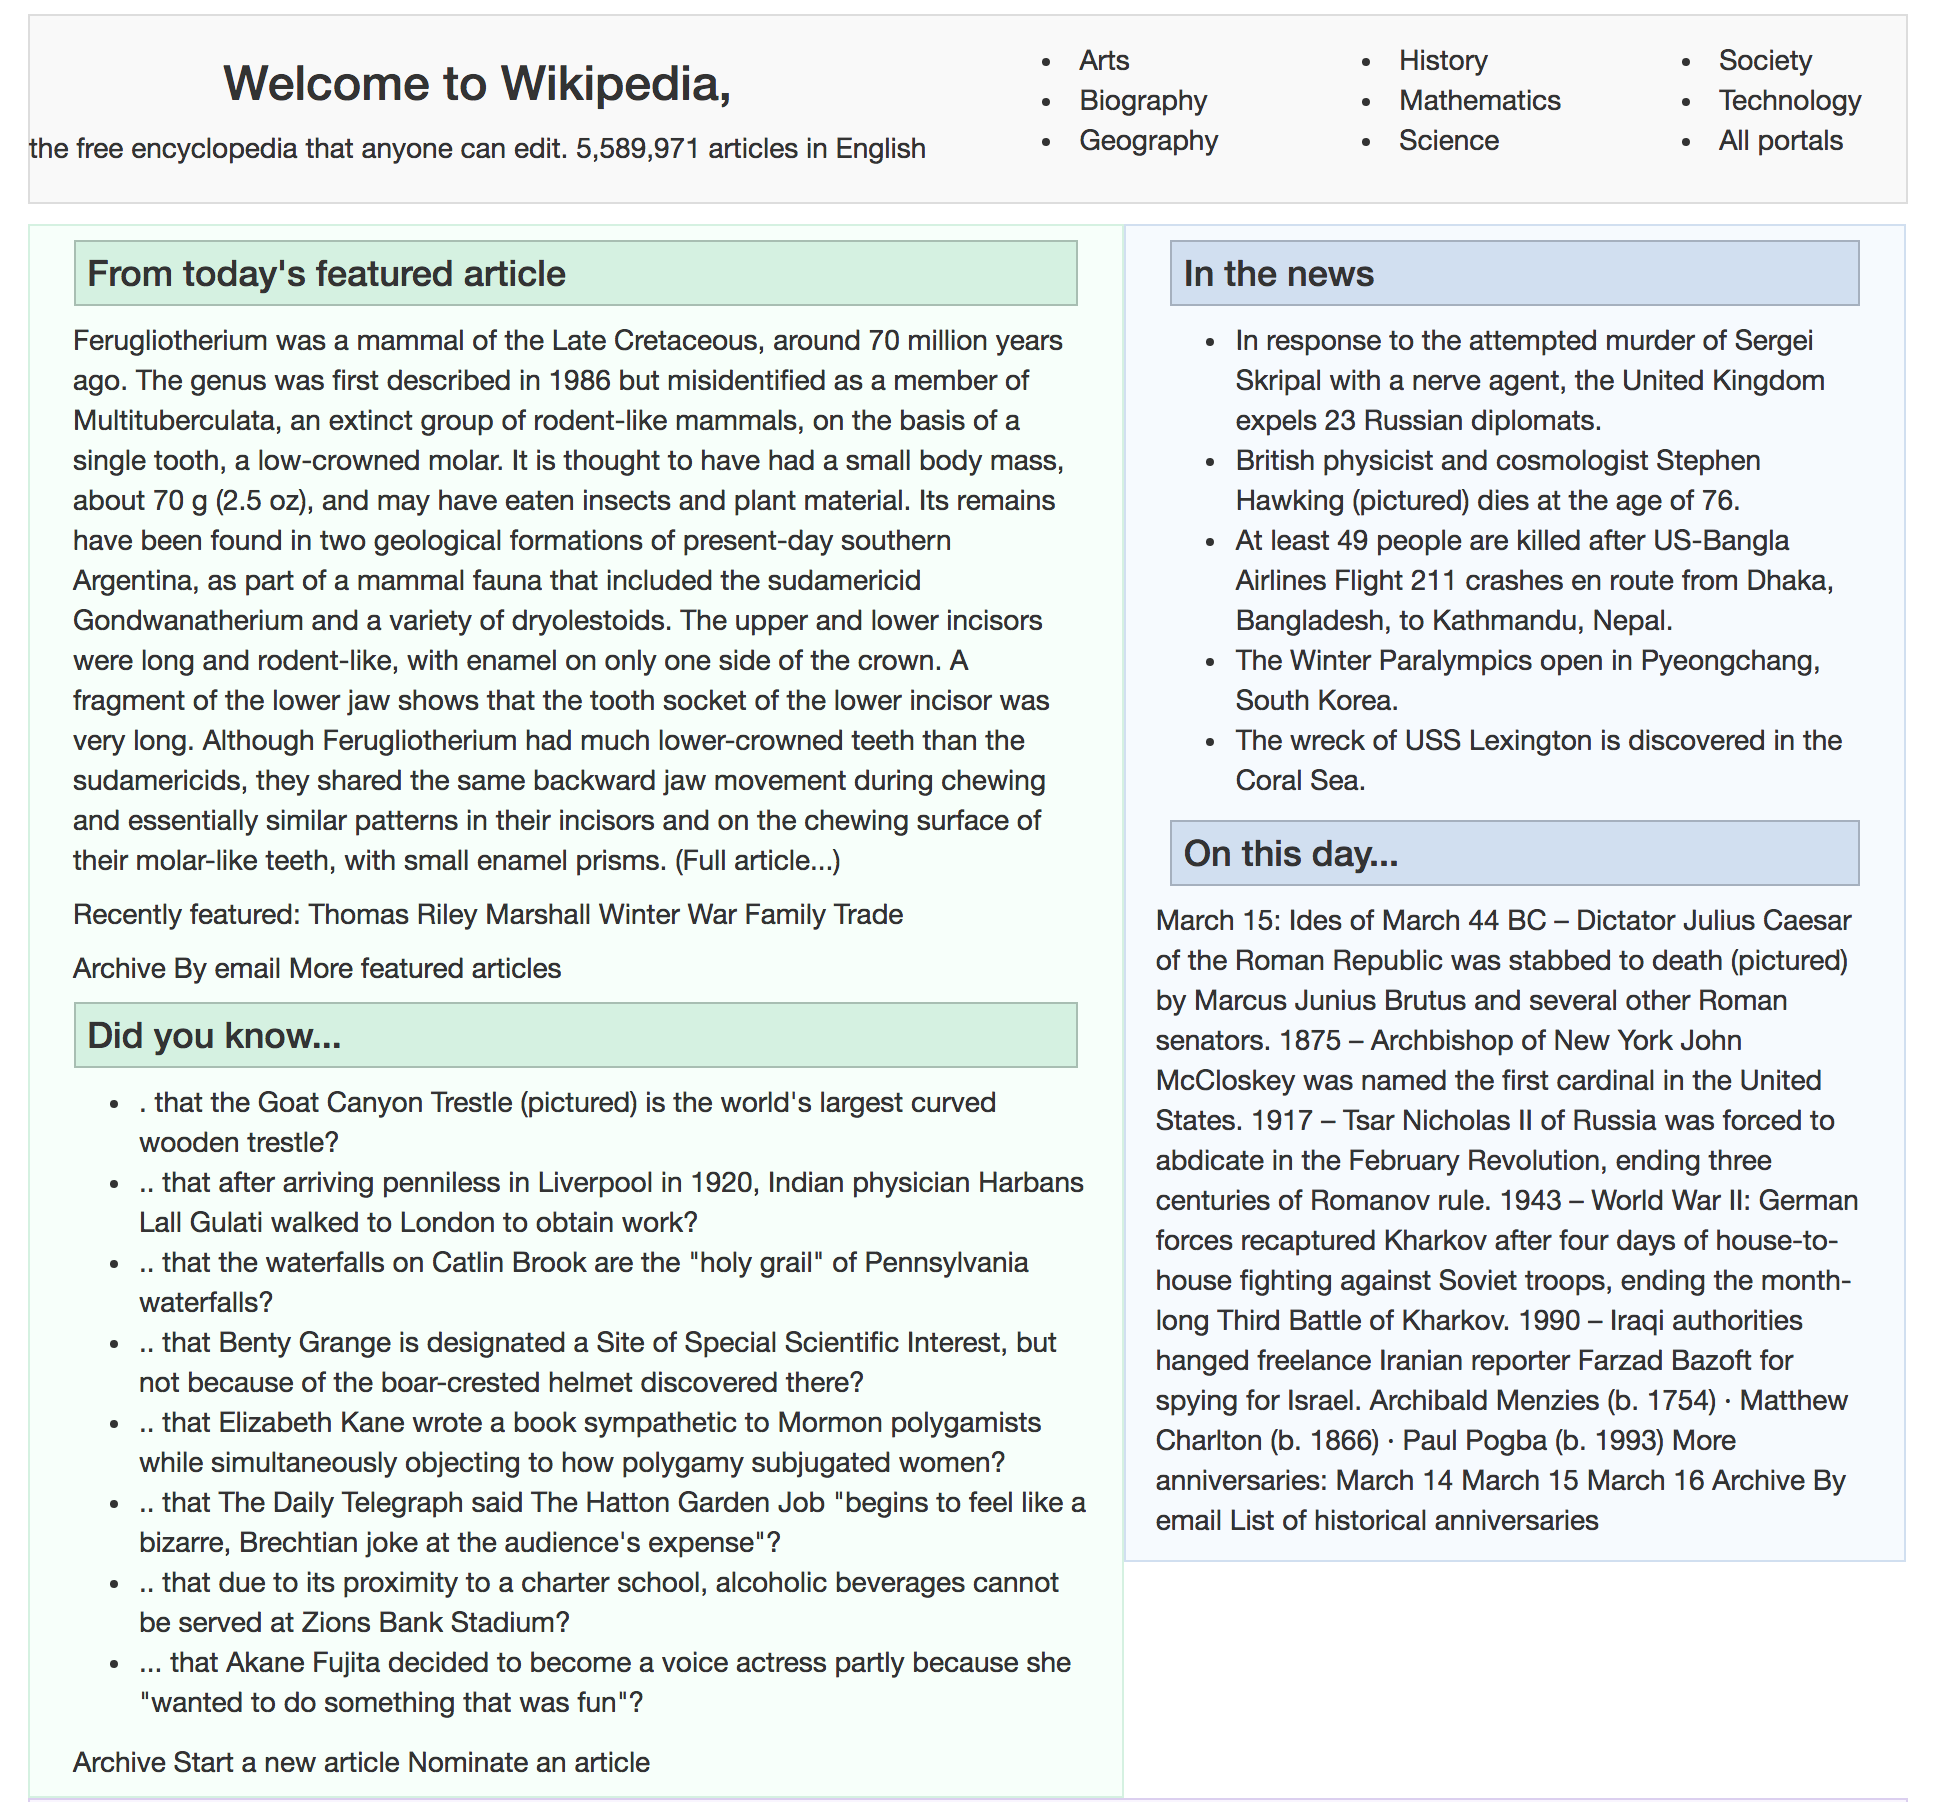 Welcome to Wikipedia,
the free encyclopedia that anyone can edit. 5,589,971 articles in English
• Arts
• Biography
• Geography
• History
• Mathematics
• Science
• Society
• Technology
• All portals
From today's featured article
Ferugliotherium was a mammal of the Late Cretaceous, around 70 million years
ago. The genus was first described in 1986 but misidentified as a member of
Multituberculata, an extinct group of rodent-like mammals, on the basis of a
single tooth, a low-crowned molar. It is thought to have had a small body mass,
about 70 g (2.5 oz), and may have eaten insects and plant material. Its remains
have been found in two geological formations of present-day southern
Argentina, as part of a mammal fauna that included the sudamericid
Gondwanatherium and a variety of dryolestoids. The upper and lower incisors
were long and rodent-like, with enamel on only one side of the crown. A
fragment of the lower jaw shows that the tooth socket of the lower incisor was
very long. Although Ferugliotherium had much lower-crowned teeth than the
sudamericids, they shared the same backward jaw movement during chewing
and essentially similar patterns in their incisors and on the chewing surface of
their molar-like teeth, with small enamel prisms. (Full article...)
Recently featured: Thomas Riley Marshall Winter War Family Trade
Archive By email More featured articles
Did you know...
• . that the Goat Canyon Trestle (pictured) is the world's largest curved
wooden trestle?
• .. that after arriving penniless in Liverpool in 1920, Indian physician Harbans
Lall Gulati walked to London to obtain work?
• .. that the waterfalls on Catlin Brook are the "holy grail" of Pennsylvania
waterfalls?
• .. that Benty Grange is designated a Site of Special Scientific Interest, but
not because of the boar-crested helmet discovered there?
• .. that Elizabeth Kane wrote a book sympathetic to Mormon polygamists
while simultaneously objecting to how polygamy subjugated women?
• .. that The Daily Telegraph said The Hatton Garden Job "begins to feel like a
bizarre, Brechtian joke at the audience's expense"?
• .. that due to its proximity to a charter school, alcoholic beverages cannot
be served at Zions Bank Stadium?
• ... that Akane Fujita decided to become a voice actress partly because she
"wanted to do something that was fun"?
Archive Start a new article Nominate an article
In the news
• In response to the attempted murder of Sergei
Skripal with a nerve agent, the United Kingdom
expels 23 Russian diplomats.
• British physicist and cosmologist Stephen
Hawking (pictured) dies at the age of 76.
• At least 49 people are killed after US-Bangla
Airlines Flight 211 crashes en route from Dhaka,
Bangladesh, to Kathmandu, Nepal.
• The Winter Paralympics open in Pyeongchang,
South Korea.
• The wreck of USS Lexington is discovered in the
Coral Sea.
On this day...
March 15: Ides of March 44 BC – Dictator Julius Caesar
of the Roman Republic was stabbed to death (pictured)
by Marcus Junius Brutus and several other Roman
senators. 1875 – Archbishop of New York John
McCloskey was named the first cardinal in the United
States. 1917 – Tsar Nicholas II of Russia was forced to
abdicate in the February Revolution, ending three
centuries of Romanov rule. 1943 – World War II: German
forces recaptured Kharkov after four days of house-to-
house fighting against Soviet troops, ending the month-
long Third Battle of Kharkov. 1990 – Iraqi authorities
hanged freelance Iranian reporter Farzad Bazoft for
spying for Israel. Archibald Menzies (b. 1754) · Matthew
Charlton (b. 1866) · Paul Pogba (b. 1993) More
anniversaries: March 14 March 15 March 16 Archive By
email List of historical anniversaries